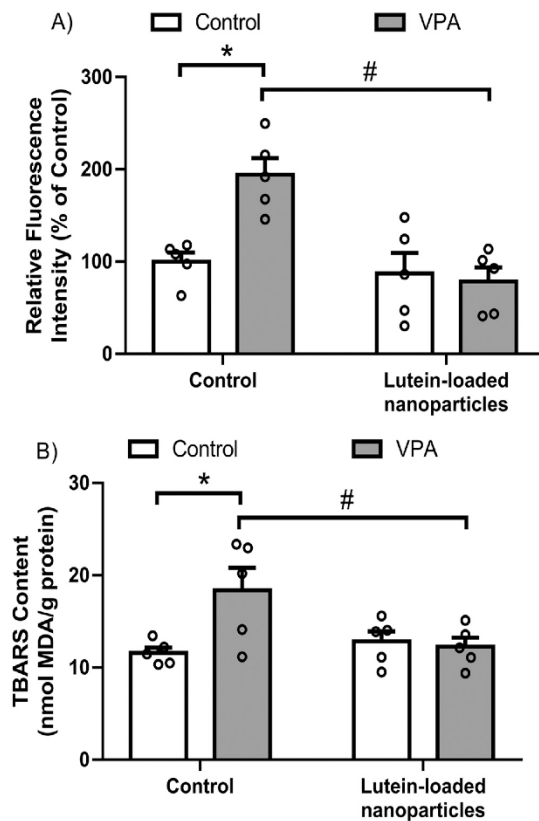 A)
Control
VPA
*
#
Relative Fluorescence
Intensity (% of Control)
300
200
100
0
Control
Lutein-loaded
nanoparticles
B)
Control
VPA
*
#
TBARS Content
(nmol MDA/g protein)
30
20
10
0
Control
Lutein-loaded
nanoparticles